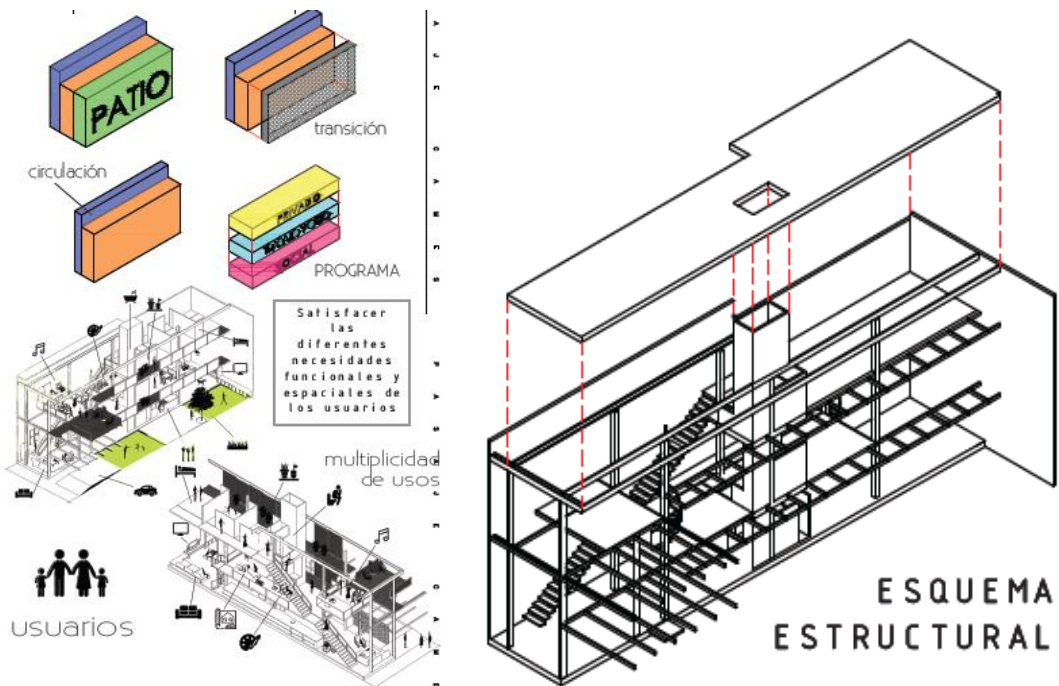 PATIO
transición
circulación
PRIVADO
SOCIAL
PROGRAMA
Satisfacer
las
diferentes
necesidades
funcionales y
espaciales de
los usuarios
multiplicidad
de usos
usuarios
ESQUEMA
ESTRUCTURAL